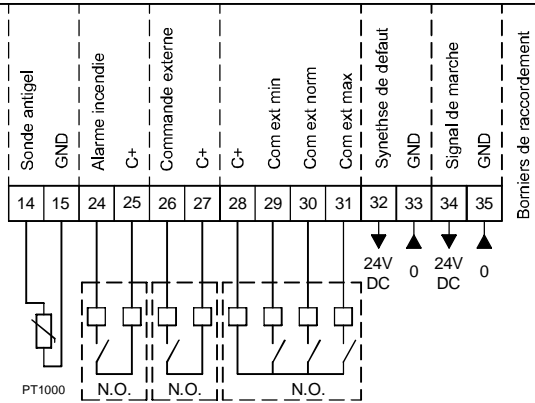 Sonde antigel
GND
Alarme incendie
C+
Commande externe
C+
C+
Com ext min
Com ext norm
Com ext max
Synethse de defaut
GND
Signal de marche
GND
Borniers de raccordement
14 15 24 25 26 27 28 29 30 31 32 33 34 35
24V
DC
0
24V
DC
0
PT1000
N.O.
N.O.
N.O.